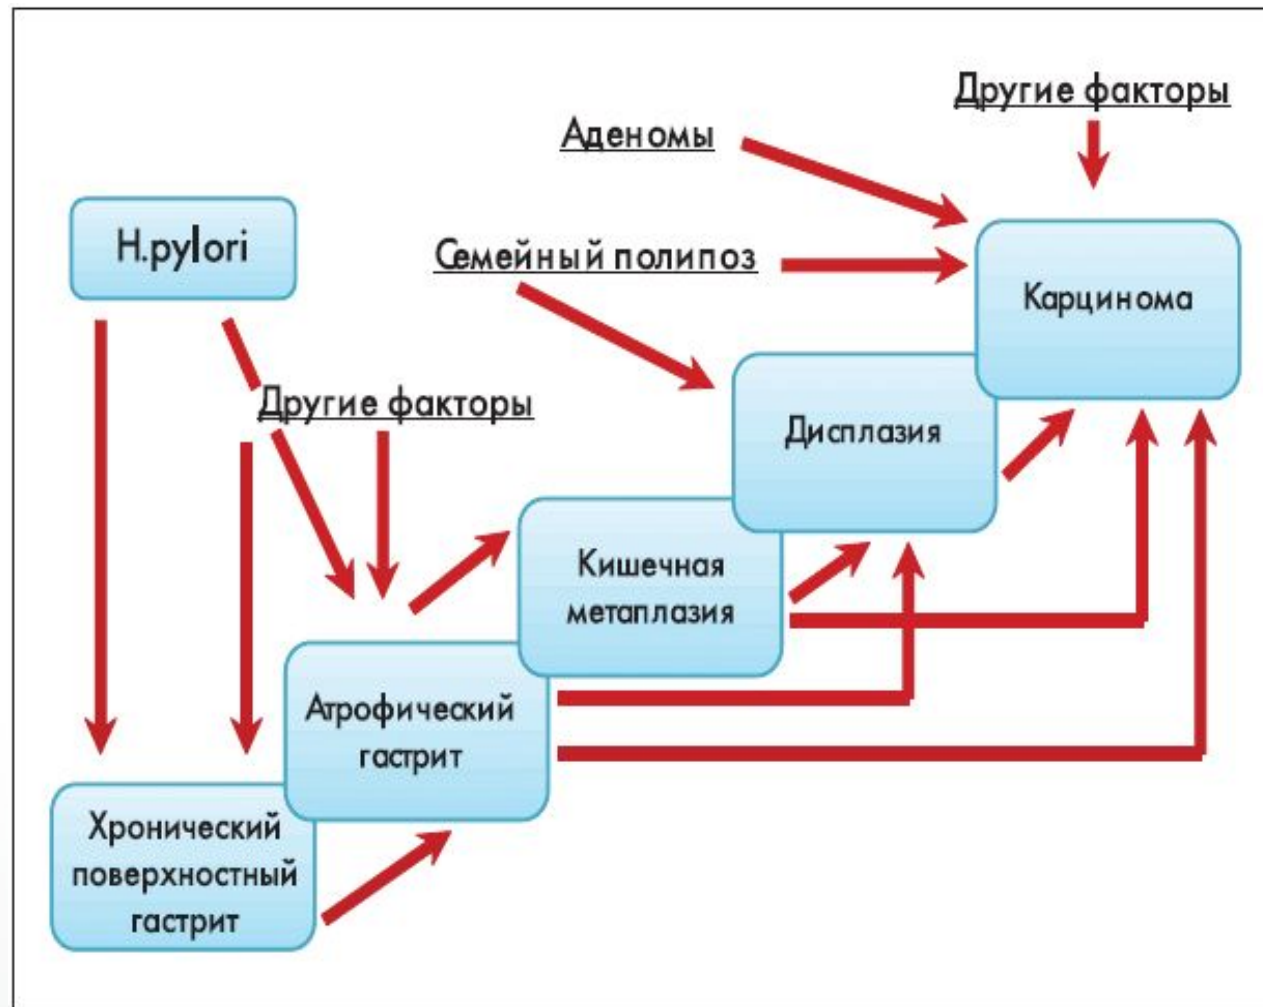 Другие факторы
Аденомы
H.pylori
Семейный полипоз
Карцинома
Другие факторы
Дисплазия
Кишечная
метаплазия
Атрофический
гастрит
Хронический
поверхностный
гастрит